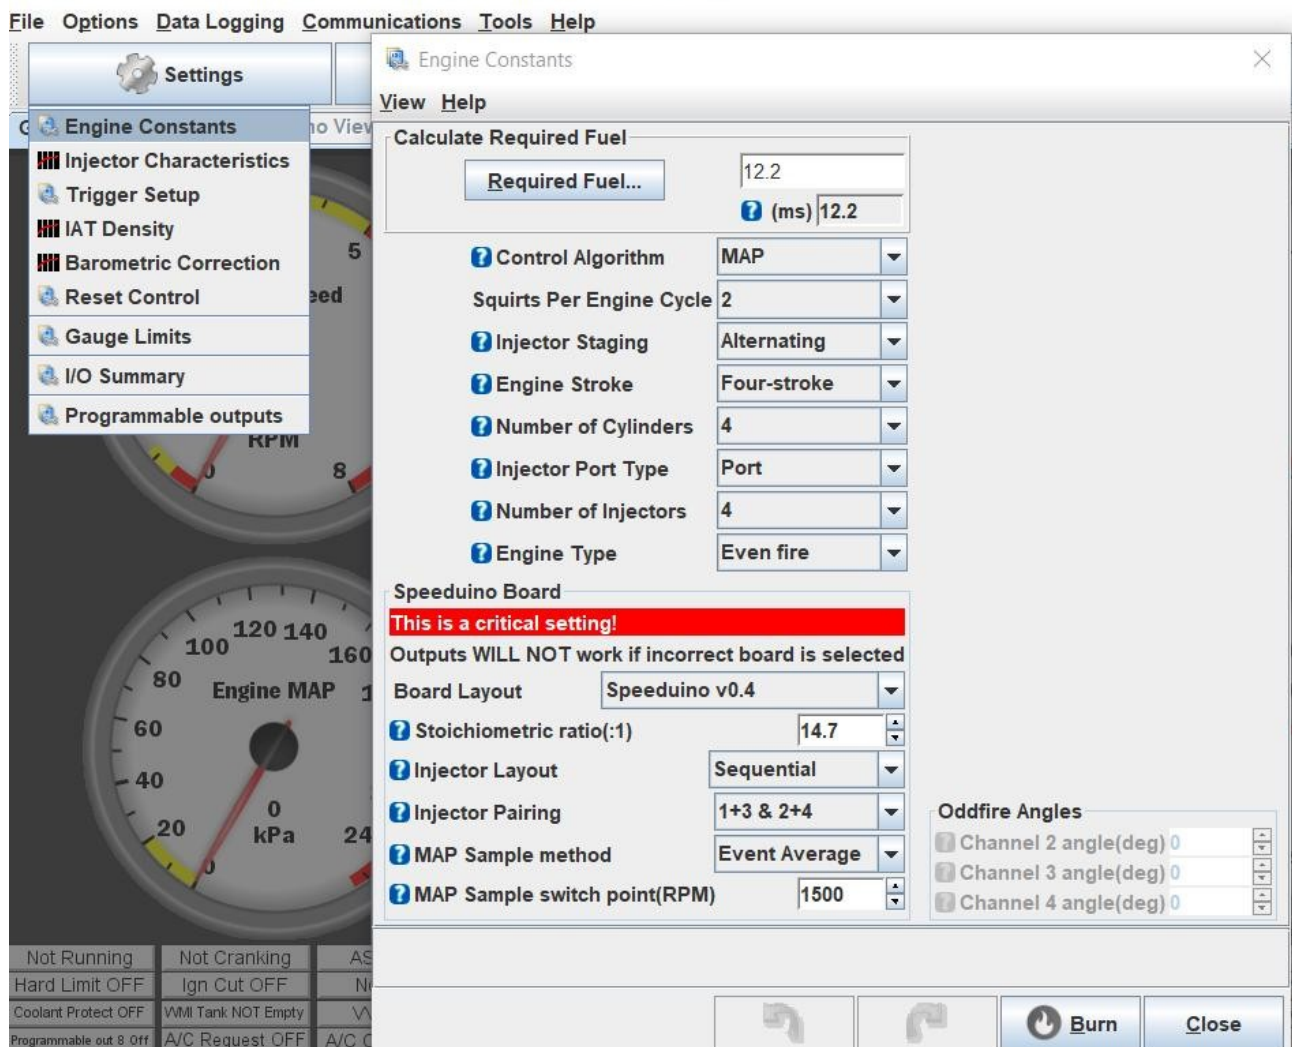 File Options Data Logging Communications Tools Help
Settings
Engine Constants
Injector Characteristics
Trigger Setup
IAT Density
Barometric Correction
Reset Control
Gauge Limits
I/O Summary
Programmable outputs
5
RPM
0
8
120 140
100
160
80
Engine MAP
60
40
0
20
kPa
24
0
Not Running Not Cranking
Hard Limit OFF Ign Cut OFF
Coolant Protect OFF WMI Tank NOT Empty
Programmable out 8 Off A/C Request OFF
Engine Constants
View Help
Calculate Required Fuel
Required Fuel... 12.2
(ms) 12.2
Control Algorithm MAP
Squirts Per Engine Cycle 2
Injector Staging Alternating
Engine Stroke Four-stroke
Number of Cylinders 4
Injector Port Type Port
Number of Injectors 4
Engine Type Even fire
Speeduino Board
This is a critical setting!
Outputs WILL NOT work if incorrect board is selected
Board Layout Speeduino v0.4
Stoichiometric ratio(:1) 14.7
Injector Layout Sequential
Injector Pairing 1+3 & 2+4
MAP Sample method Event Average
MAP Sample switch point(RPM) 1500
Oddfire Angles
Channel 2 angle(deg) 0
Channel 3 angle(deg) 0
Channel 4 angle(deg) 0
Burn Close